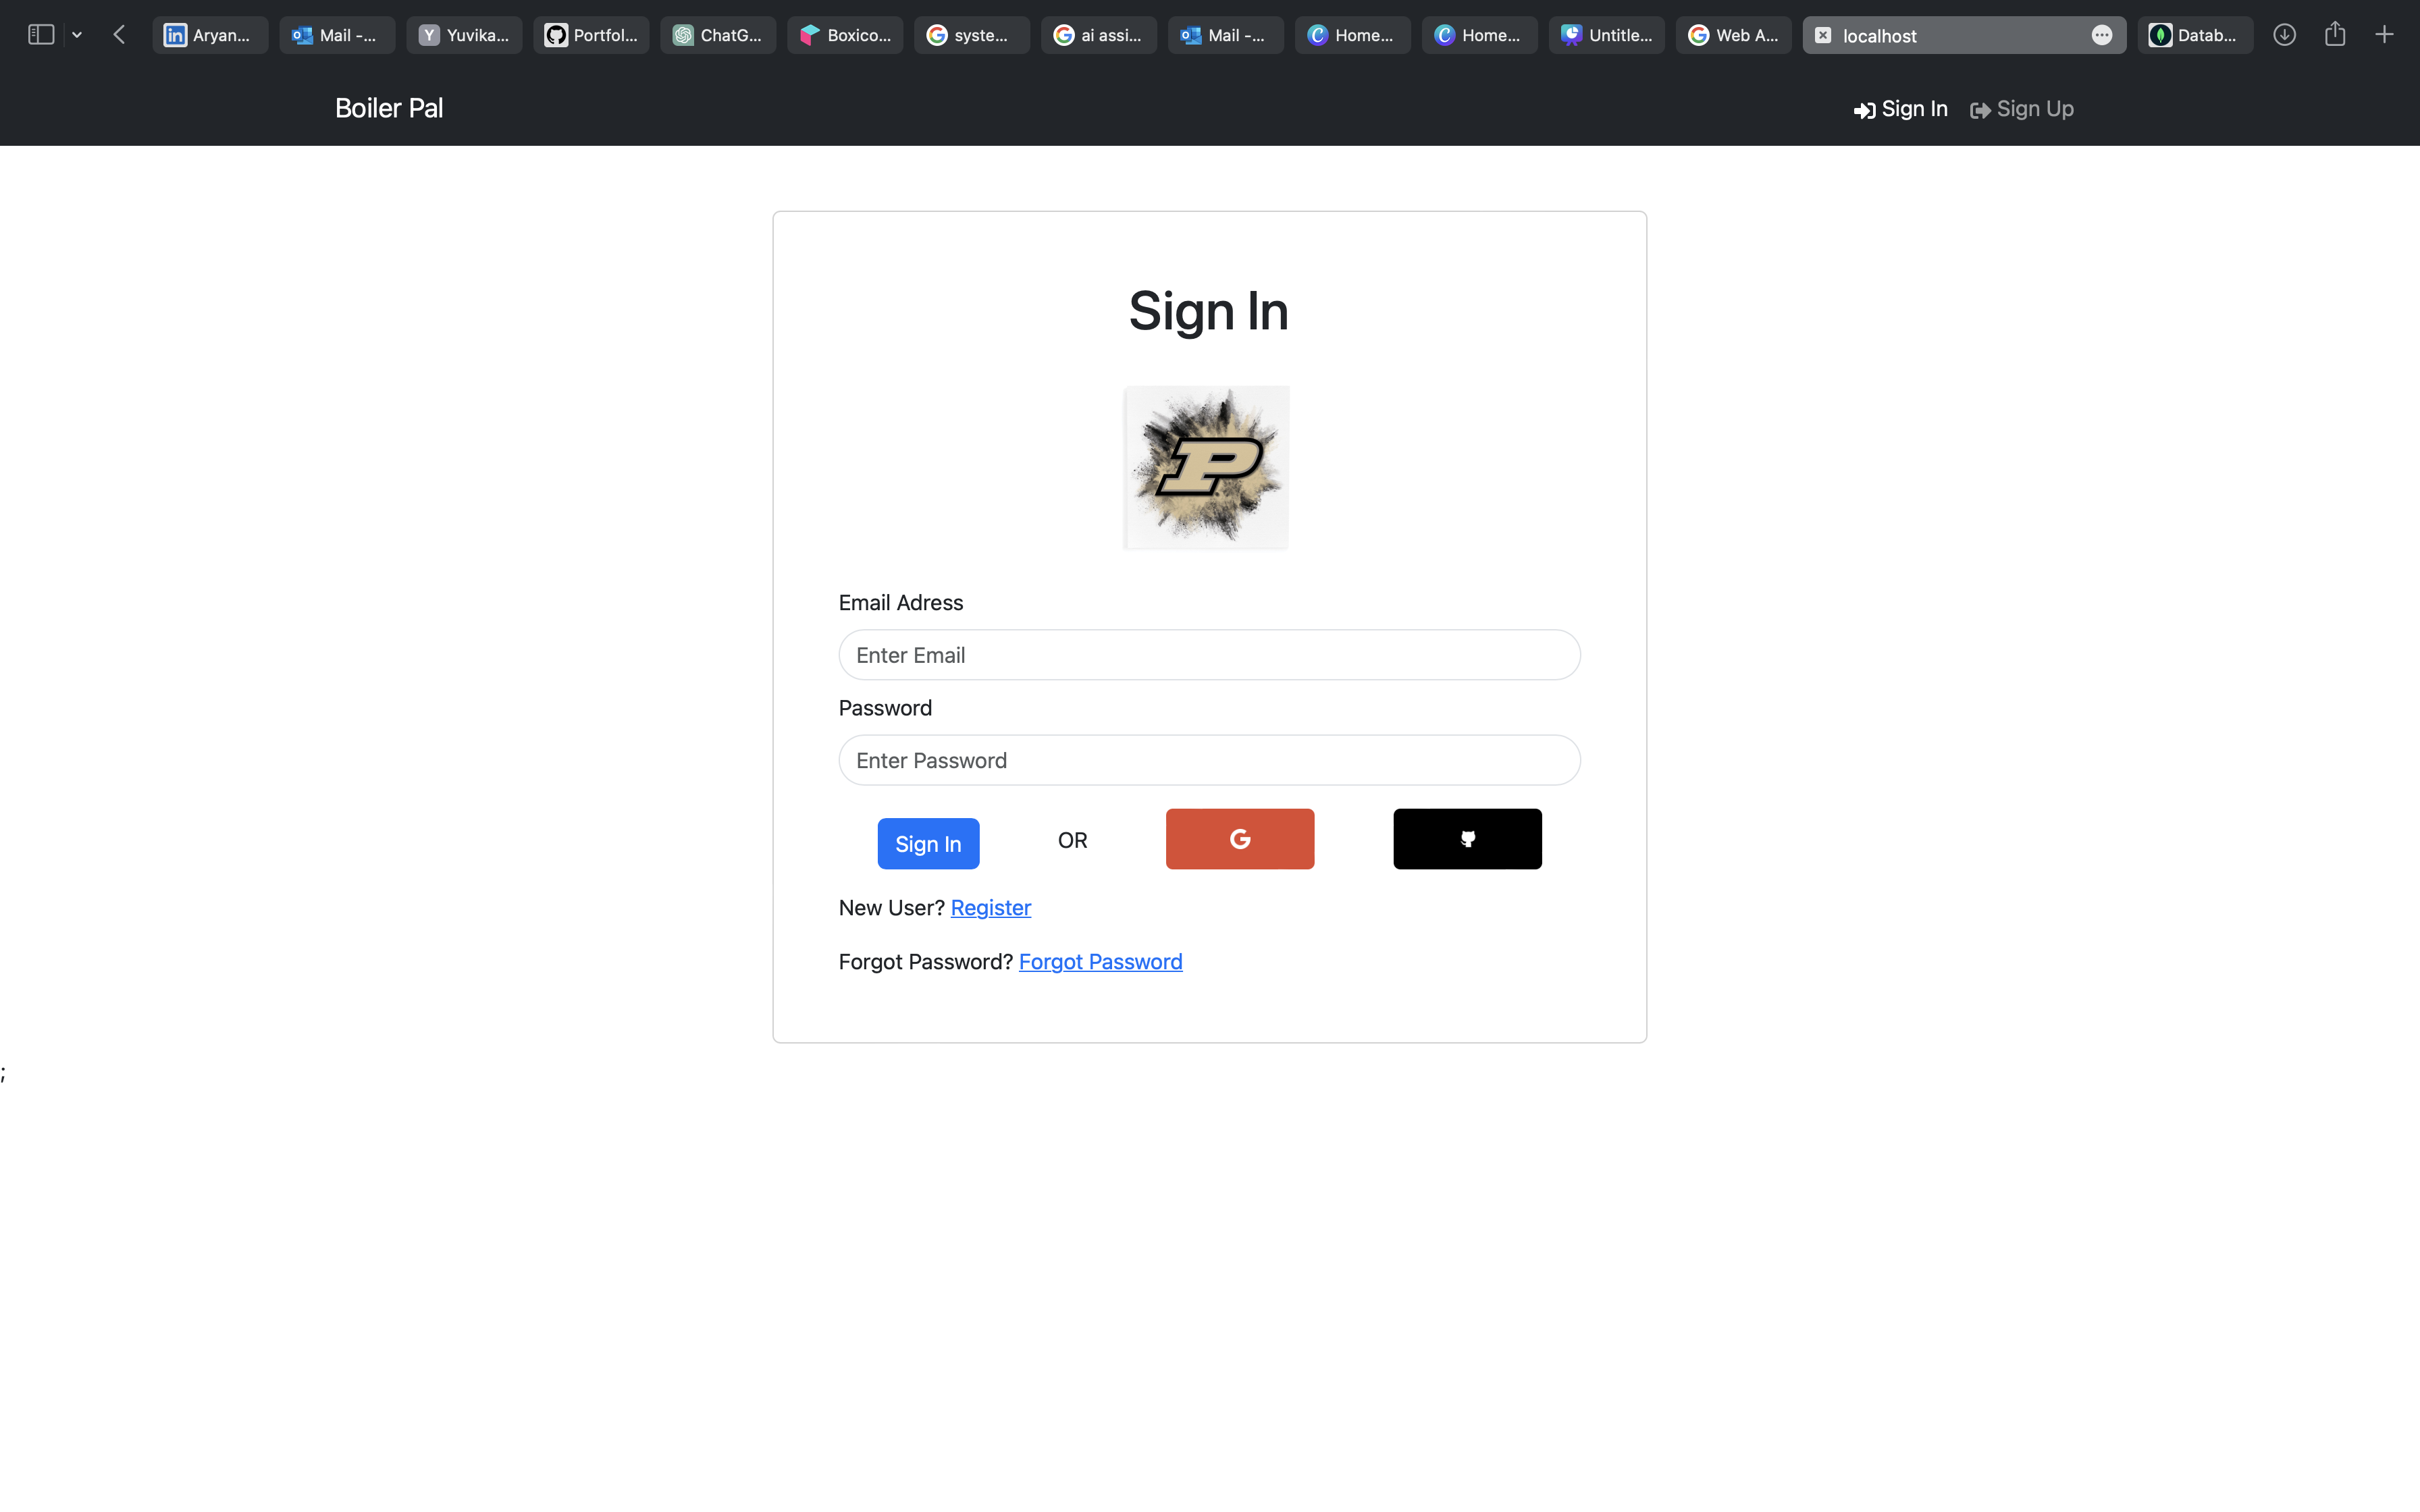 Aryan... Mail -... Yuvika... Portfol... ChatG... Boxico... syste... ai assi... Mail -... Home... Home... Untitle... Web A... localhost Datab...
Boiler Pal Sign In Sign Up
Sign In
P
Email Adress
Enter Email
Password
Enter Password
Sign In OR G
New User? Register
Forgot Password? Forgot Password
;